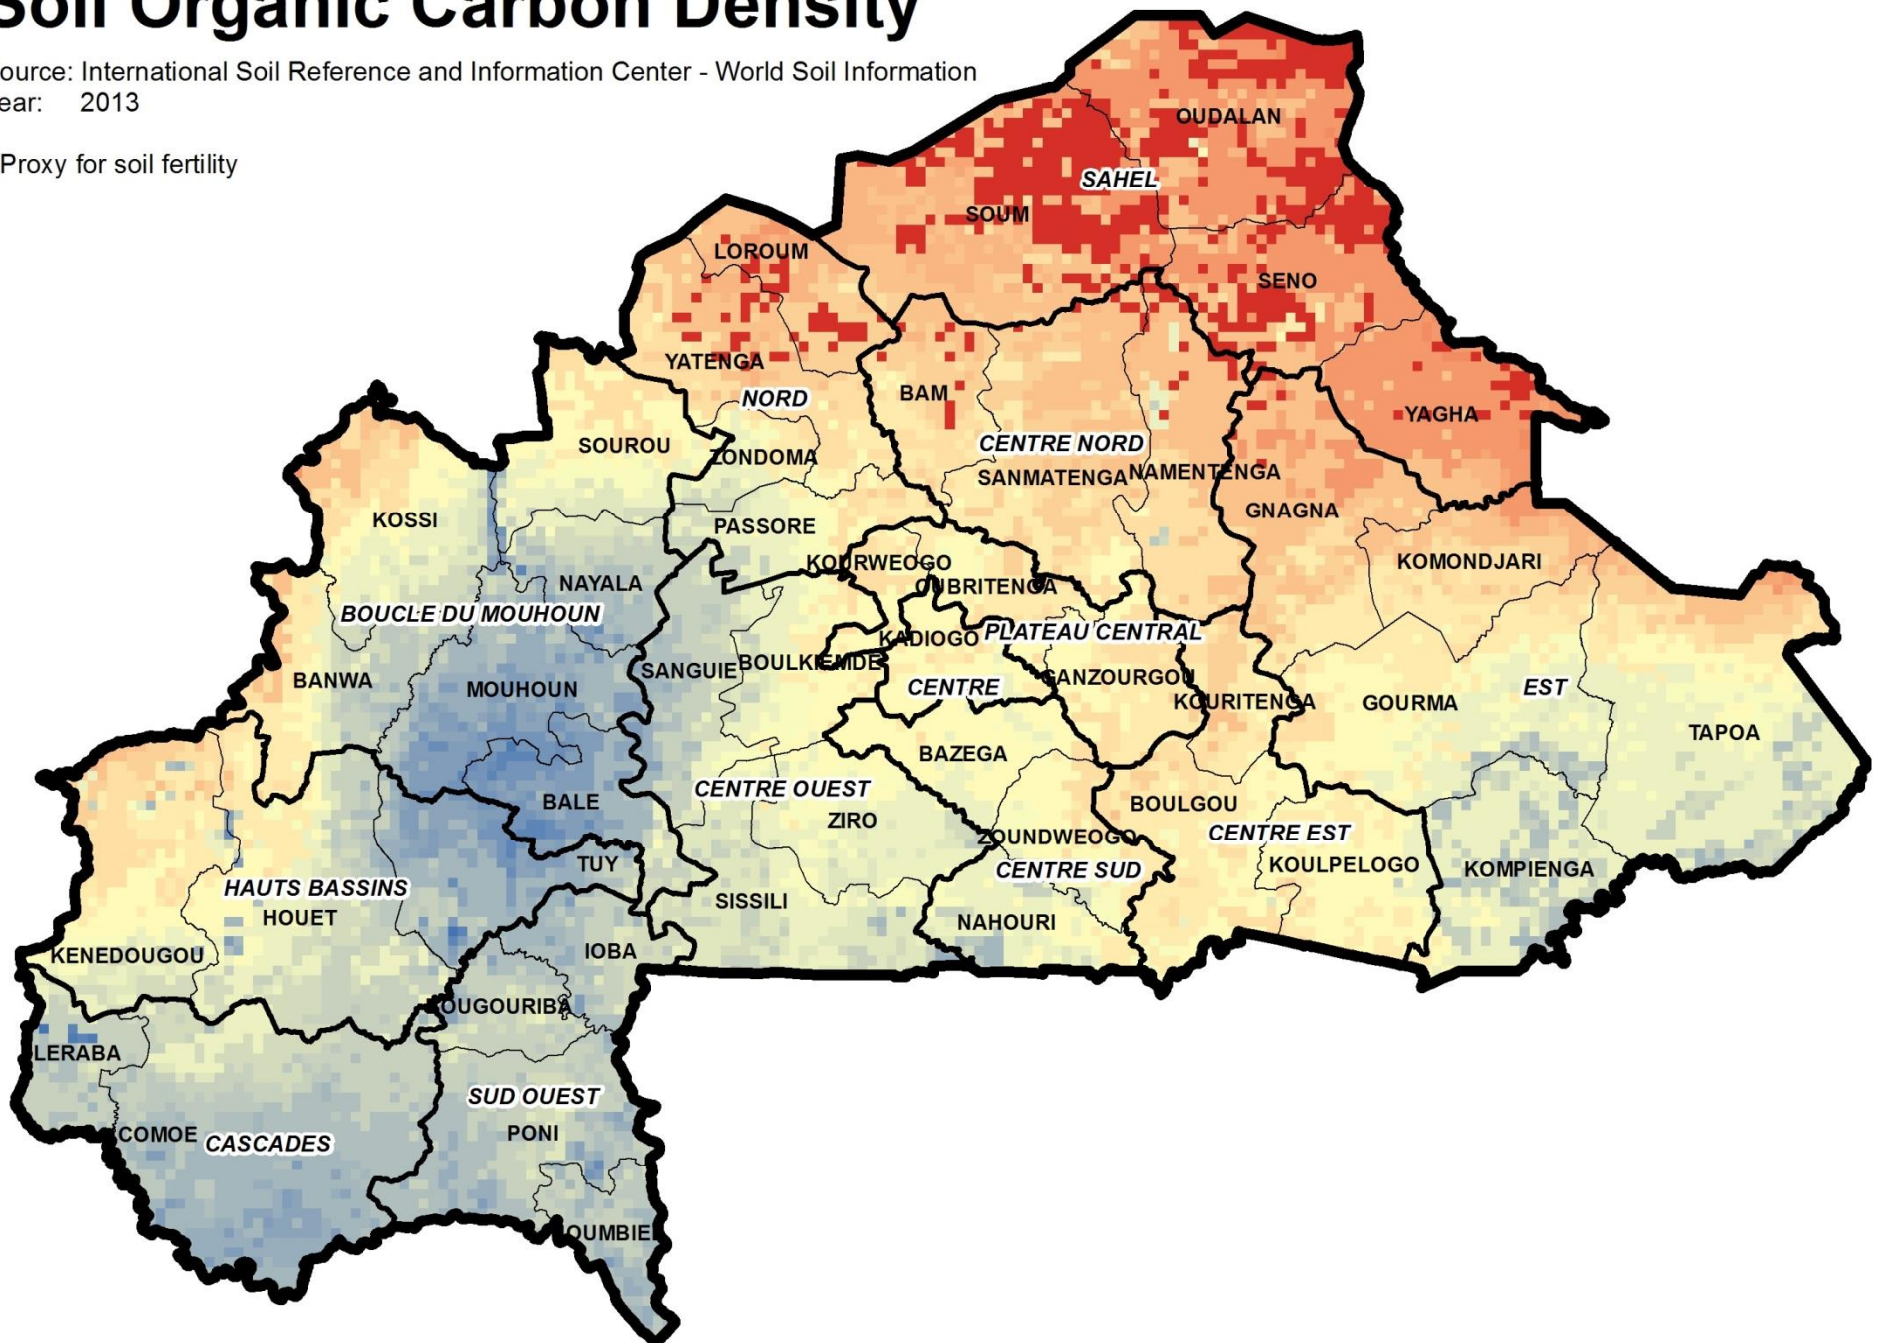 Soil Organic Carbon Density
ource: International Soil Reference and Information Center - World Soil Information
ear: 2013
Proxy for soil fertility
OUDALAN
SAHEL
SOUM
LOROUM
SENO
YATENGA
BAM
NORD
YAGHA
SOUROU
ZONDOMA
CENTRE NORD
SANMATENGA
NAMENTENGA
GNAGNA
KOSSI
PASSORE
KOURWEOGO
KOMONDJARI
NAYALA
OUBRITENGA
BOUCLE DU MOUHOUN
KADIOGO
PLATEAU CENTRAL
SANGUIE
BOULKIEMDE
BANWA
MOUHOUN
CENTRE
GANZOURGOU
KOURITENGA
GOURMA
EST
TAPOA
BAZEGA
CENTRE OUEST
BALE
ZIRO
BOULGOU
ZOUNDWEOGO
CENTRE EST
TUY
CENTRE SUD
KOULPELOGO
KOMPIENGA
HAUTS BASSINS
HOUET
SISSILI
NAHOURI
KENEDOUGOU
IOBA
OUGOURIBA
LERABA
SUD OUEST
COMOE
CASCADES
PONI
OUMBIE